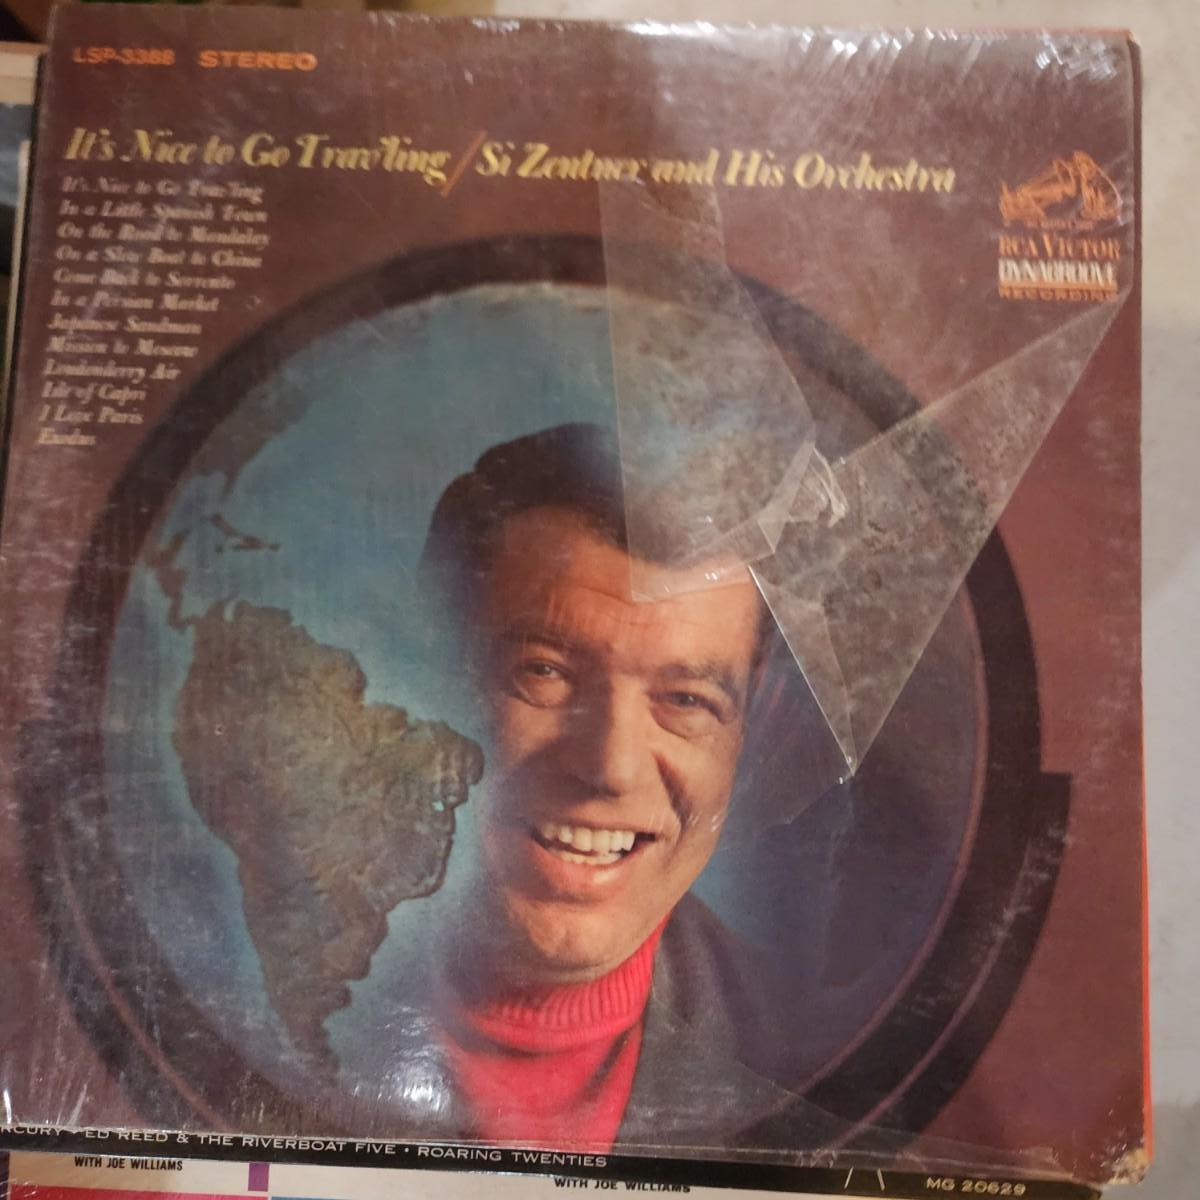 LSP-3388 STEREO
It's Nice to Go Trav'ling / Si Zentner and His Orchestra
It's Nice to Go Trav'ling
In a Little Spanish Town
On the Road to Mandalay
On a Slow Boat to China
Come Back to Sorrento
In a Persian Market
Japanese Sandman
Mission to Moscow
Londonderry Air
Isle of Capri
I Love Paris
Exodus
RCA VICTOR
DYNAGROOVE
RECORDING
RCURY • ED REED & THE RIVERBOAT FIVE • ROARING TWENTIES
MG 20629
WITH JOE WILLIAMS
WITH JOE WILLIAMS